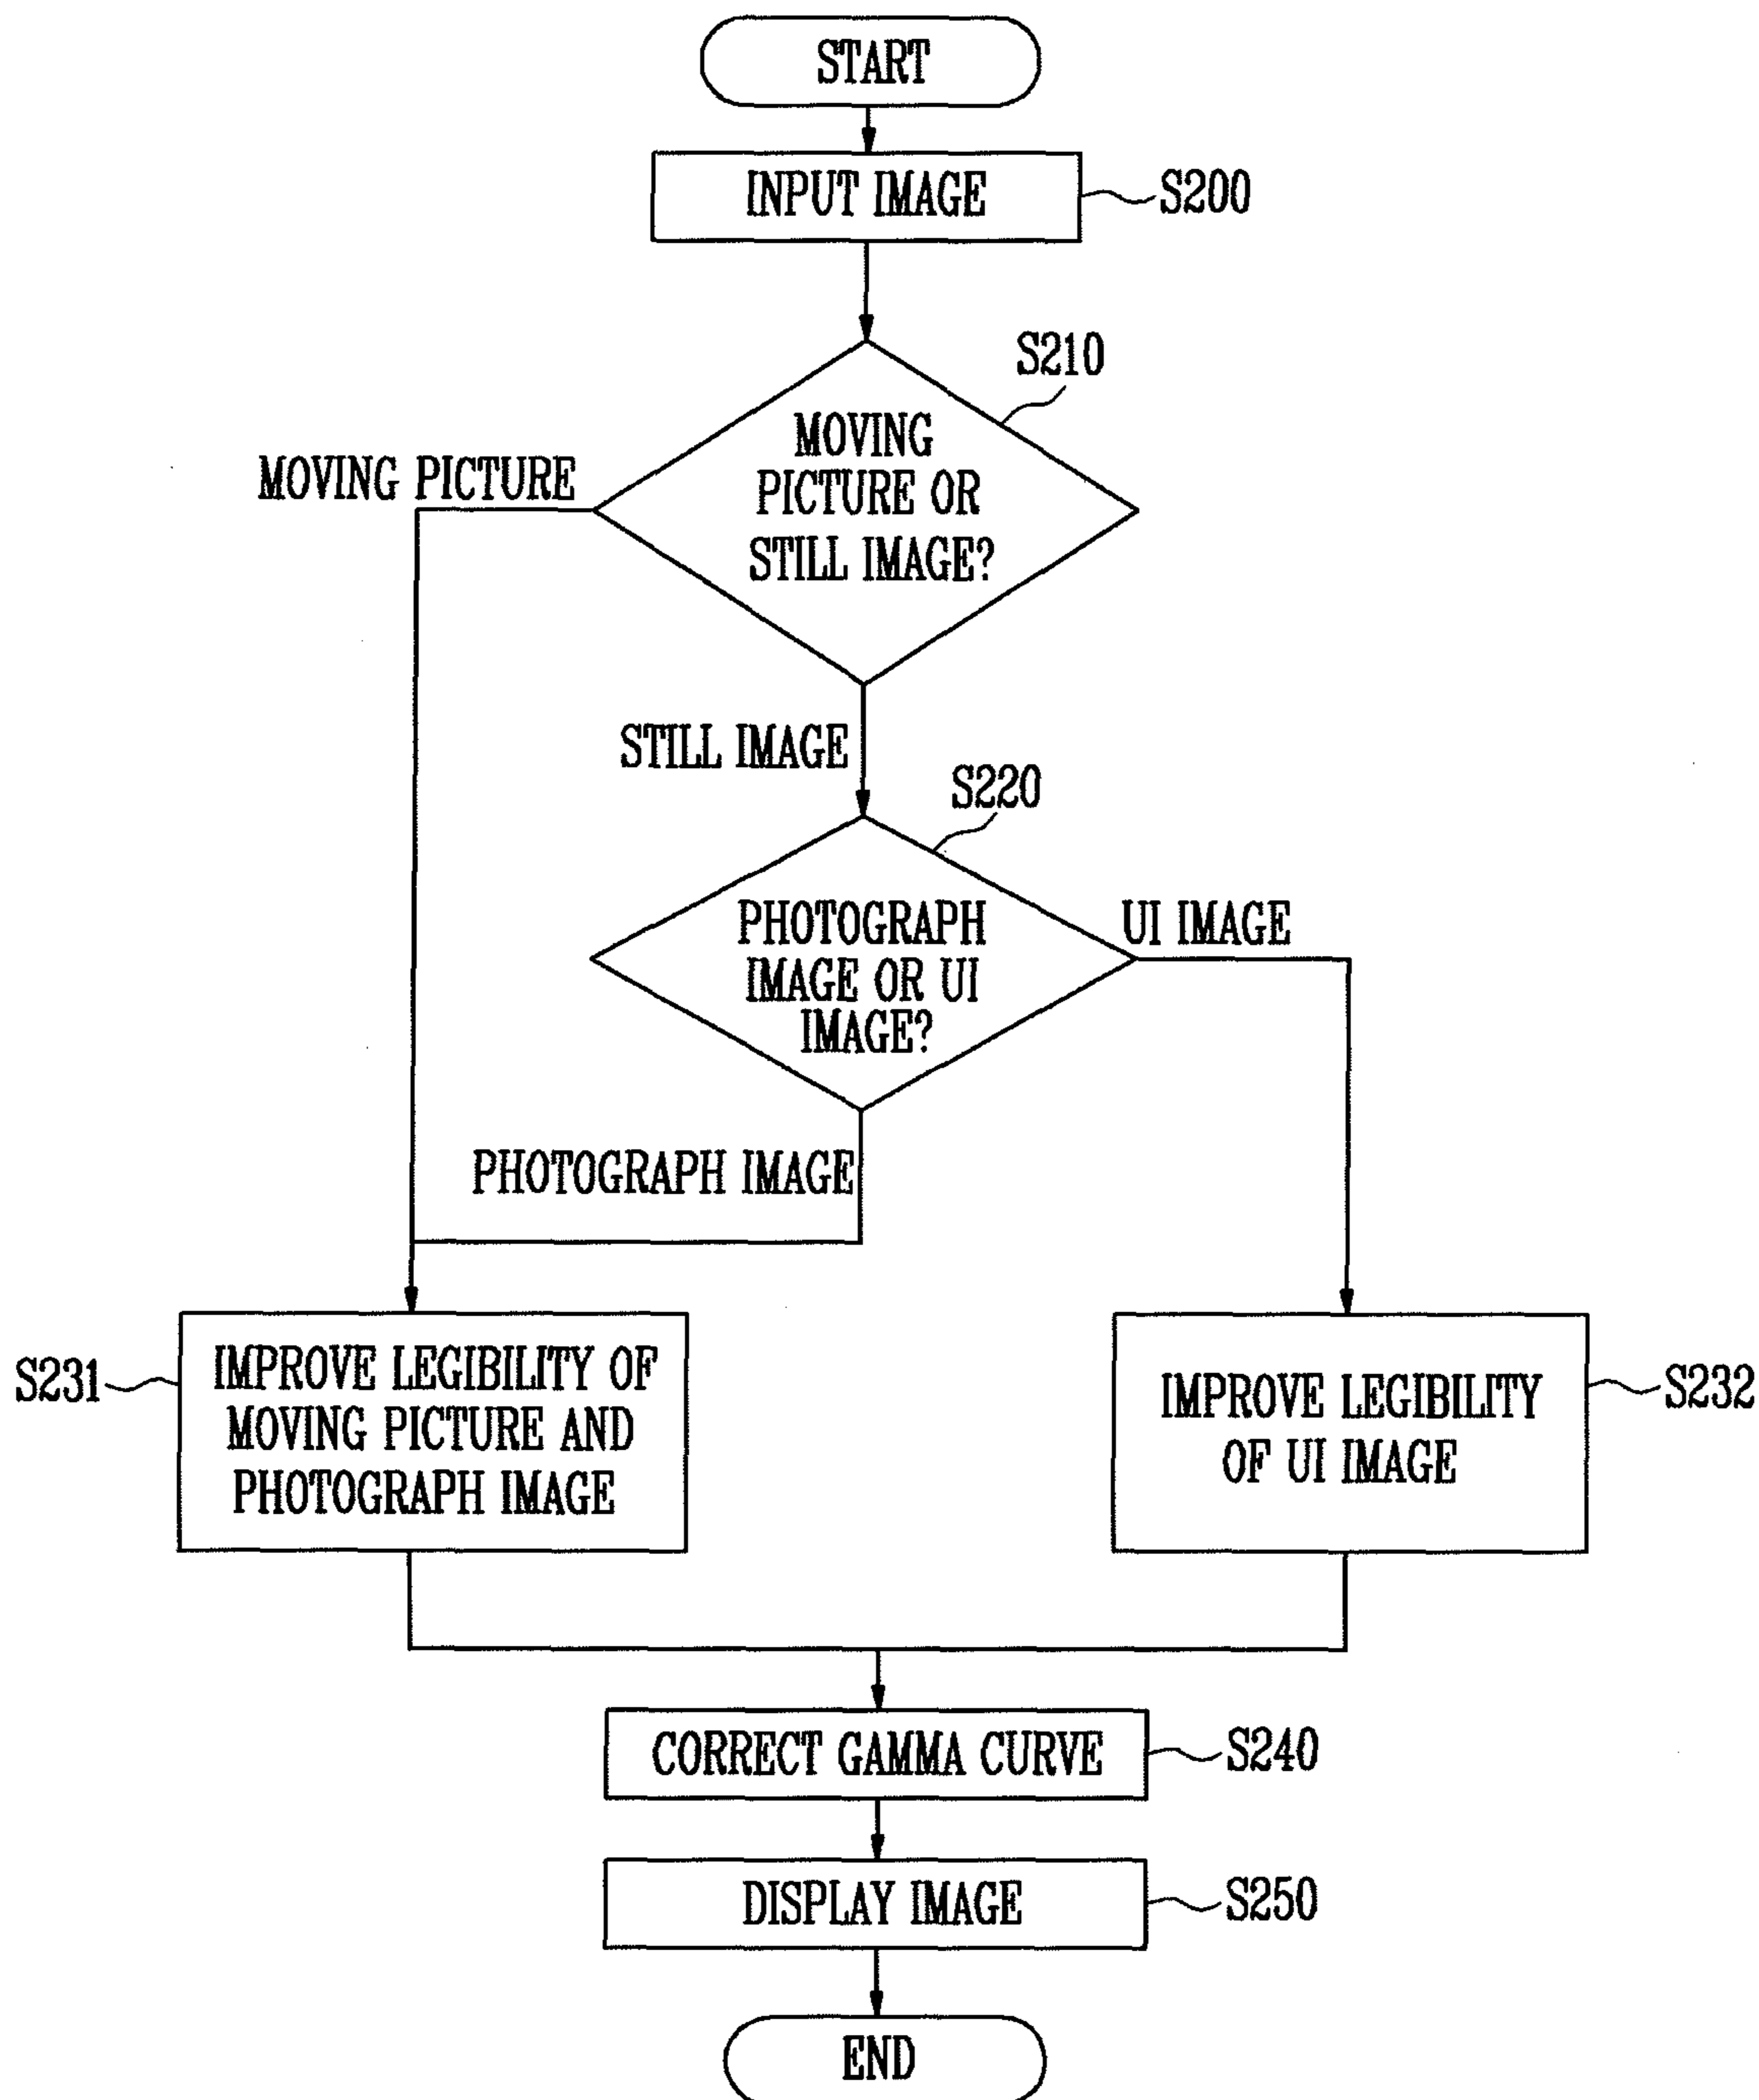 START
INPUT IMAGE
S200
S210
MOVING
PICTURE OR
STILL IMAGE?
MOVING PICTURE
STILL IMAGE
S220
PHOTOGRAPH
IMAGE OR UI
IMAGE?
UI IMAGE
PHOTOGRAPH IMAGE
S231
IMPROVE LEGIBILITY OF
MOVING PICTURE AND
PHOTOGRAPH IMAGE
IMPROVE LEGIBILITY
OF UI IMAGE
S232
CORRECT GAMMA CURVE
S240
DISPLAY IMAGE
S250
END